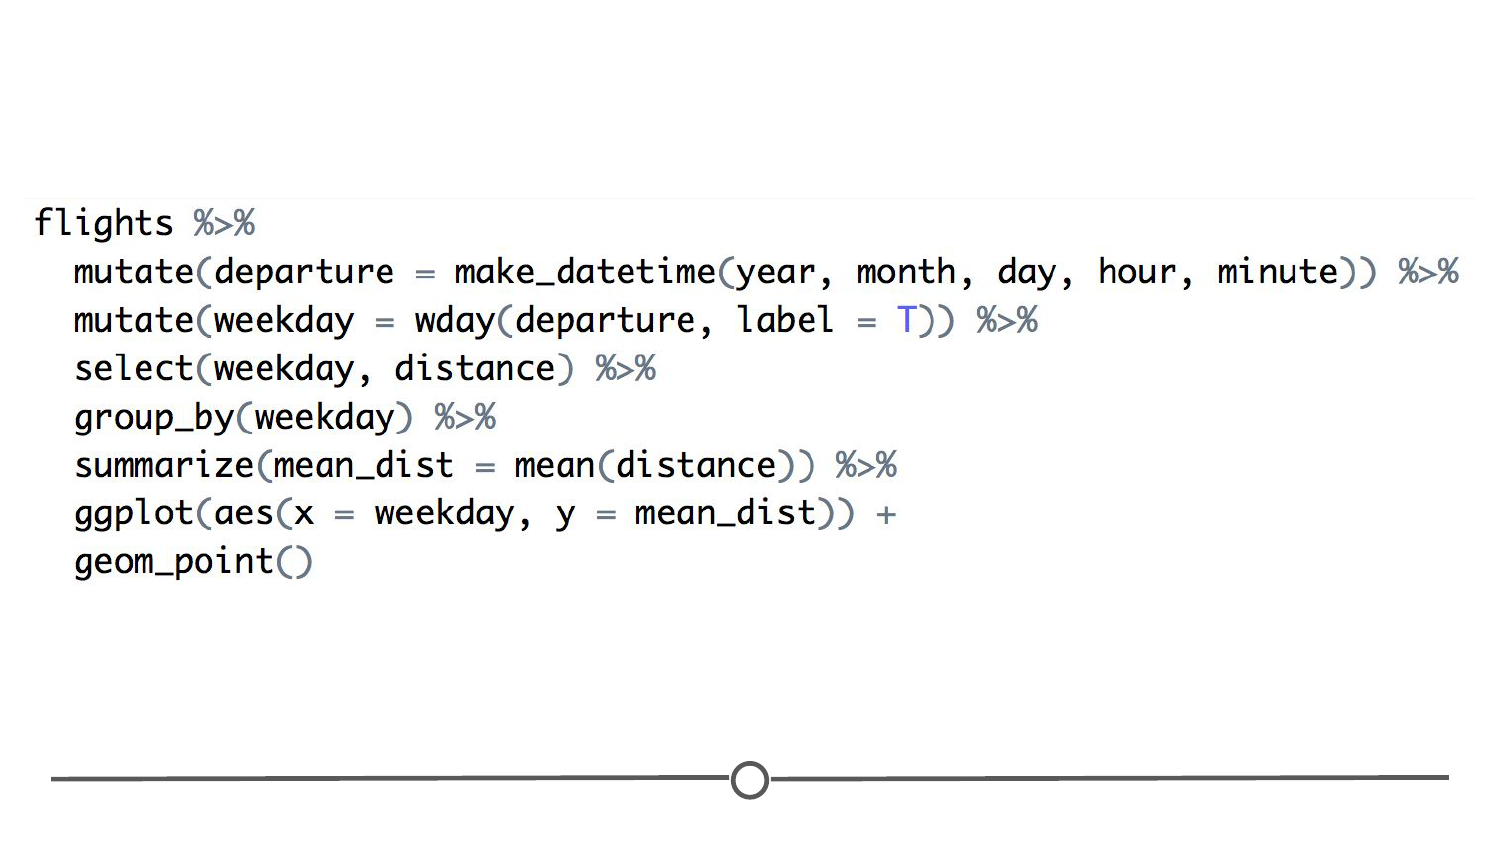 flights %>%
  mutate(departure = make_datetime(year, month, day, hour, minute)) %>%
  mutate(weekday = wday(departure, label = T)) %>%
  select(weekday, distance) %>%
  group_by(weekday) %>%
  summarize(mean_dist = mean(distance)) %>%
  ggplot(aes(x = weekday, y = mean_dist)) +
  geom_point()